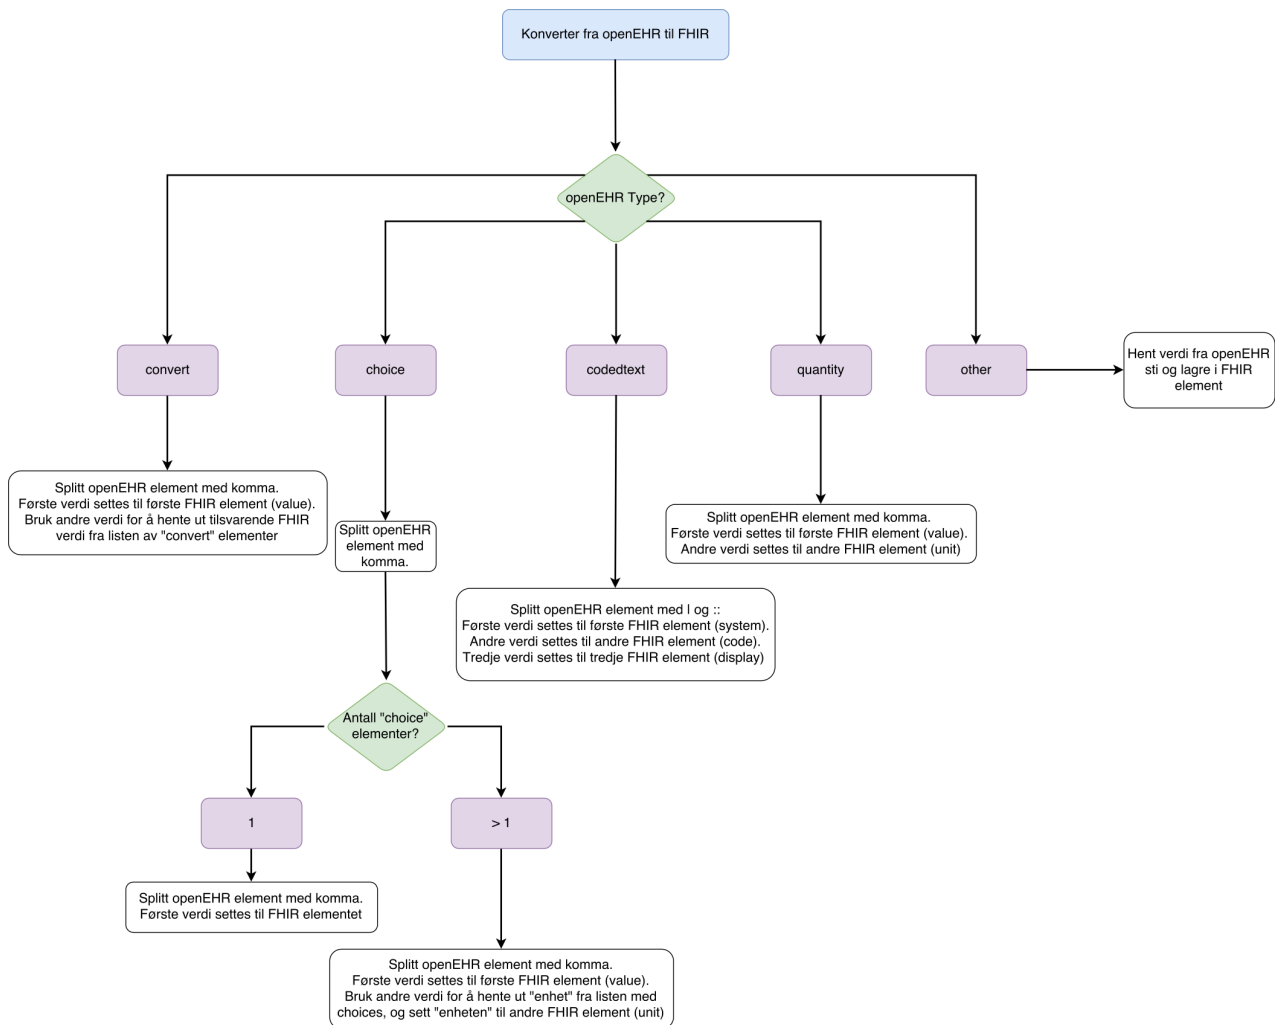 Konverter fra openEHR til FHIR
openEHR Type?
convert
choice
codedtext
quantity
other
Hent verdi fra openEHR
sti og lagre i FHIR
element
Splitt openEHR element med komma.
Første verdi settes til første FHIR element (value).
Bruk andre verdi for å hente ut tilsvarende FHIR
verdi fra listen av "convert" elementer
Splitt openEHR
element med
komma.
Splitt openEHR element med komma.
Første verdi settes til første FHIR element (value).
Andre verdi settes til andre FHIR element (unit)
Splitt openEHR element med | og ::
Første verdi settes til første FHIR element (system).
Andre verdi settes til andre FHIR element (code).
Tredje verdi settes til tredje FHIR element (display)
Antall "choice"
elementer?
1
> 1
Splitt openEHR element med komma.
Første verdi settes til FHIR elementet
Splitt openEHR element med komma.
Første verdi settes til første FHIR element (value).
Bruk andre verdi for å hente ut "enhet" fra listen med
choices, og sett "enheten" til andre FHIR element (unit)